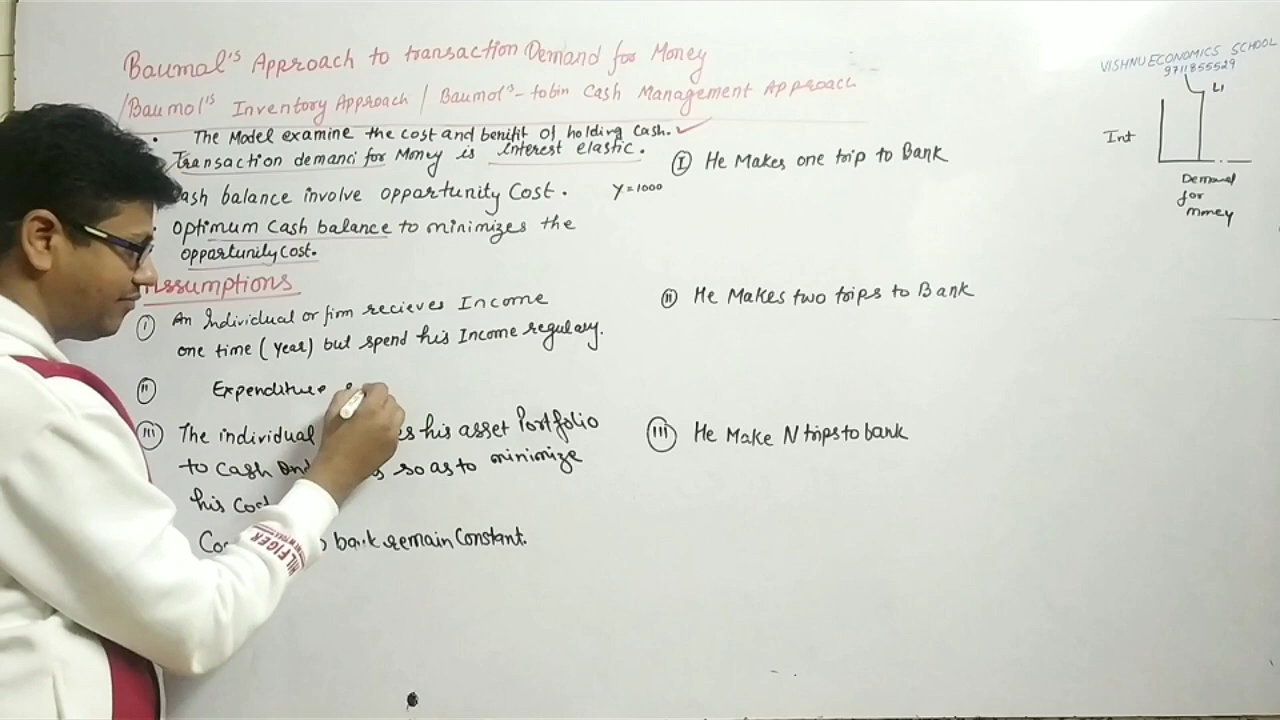 Baumol's Approach to transaction Demand for Money
/Baumol's Inventory Approach / Baumol's-tobin Cash Management Approach
The Model examine the cost and benifit of holding cash.
Transaction demand for Money is interest elastic.
ash balance involve opportunity Cost.
optimum cash balance to minimizes the
opportunity cost.
Assumptions
(i) An Individual or firm recieves Income
one time (year) but spend his Income regulary.
(ii) Expenditure
(iii) The individual his asset Portfolio
to cash so as to minimize
his Cost
bank remain Constant.
Y=1000
(I) He Makes one trip to Bank
(ii) He Makes two trips to Bank
(iii) He Make N trips to bank
VISHNU ECONOMICS SCHOOL
9711855529
L1
Int
Demand
for
money
HILFIGER